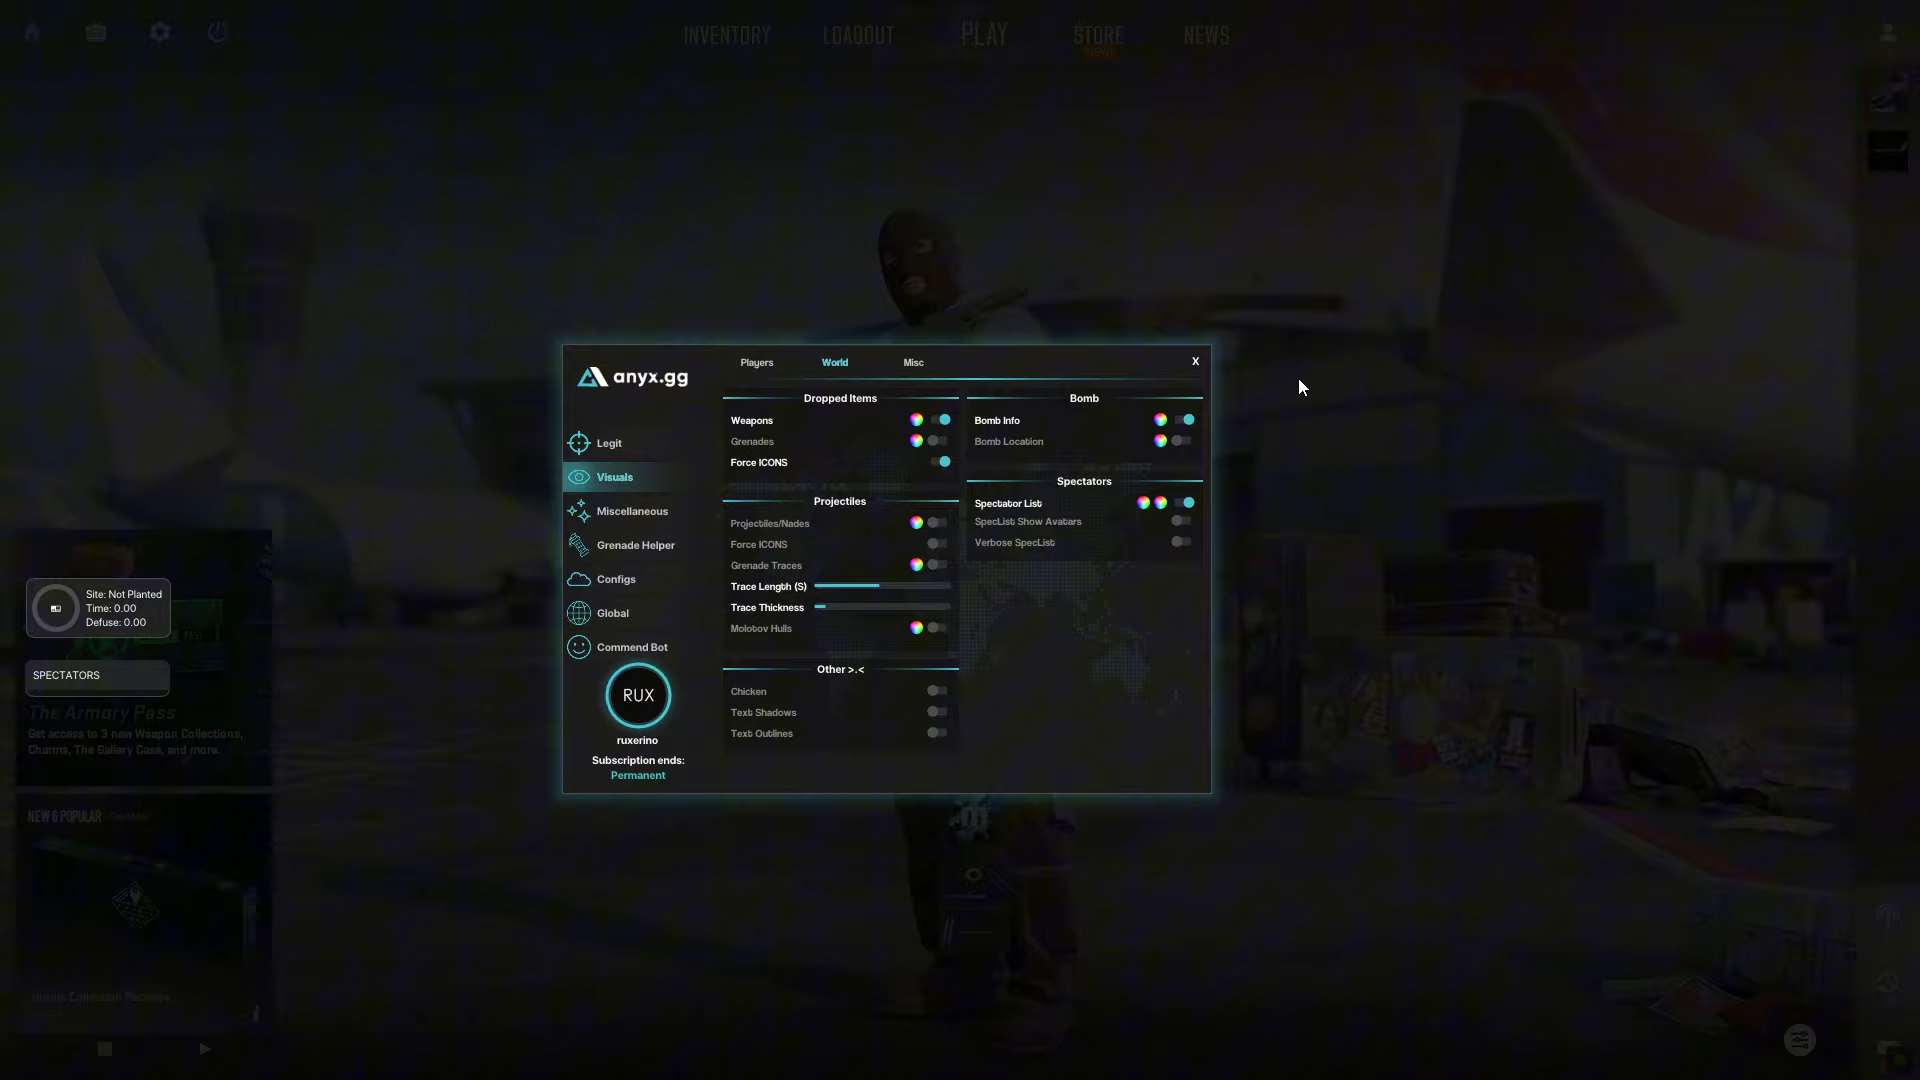 INVENTORY
LOADOUT
PLAY
STORE
NEWS
anyx.gg
Players
World
Misc
X
Legit
Visuals
Miscellaneous
Grenade Helper
Configs
Global
Commend Bot
RUX
ruxerino
Subscription ends:
Permanent
Dropped Items
Weapons
Grenades
Force ICONS
Projectiles
Projectiles/Nades
Force ICONS
Grenade Traces
Trace Length (S)
Trace Thickness
Molotov Hulls
Other >.<
Chicken
Text Shadows
Text Outlines
Bomb
Bomb Info
Bomb Location
Spectators
Spectator List
SpecList Show Avatars
Verbose SpecList
Site: Not Planted
Time: 0.00
Defuse: 0.00
PASS
SPECTATORS
The Armory Pass
Get access to 3 new Weapon Collections,
Charms, The Gallery Case, and more.
NEW & POPULAR